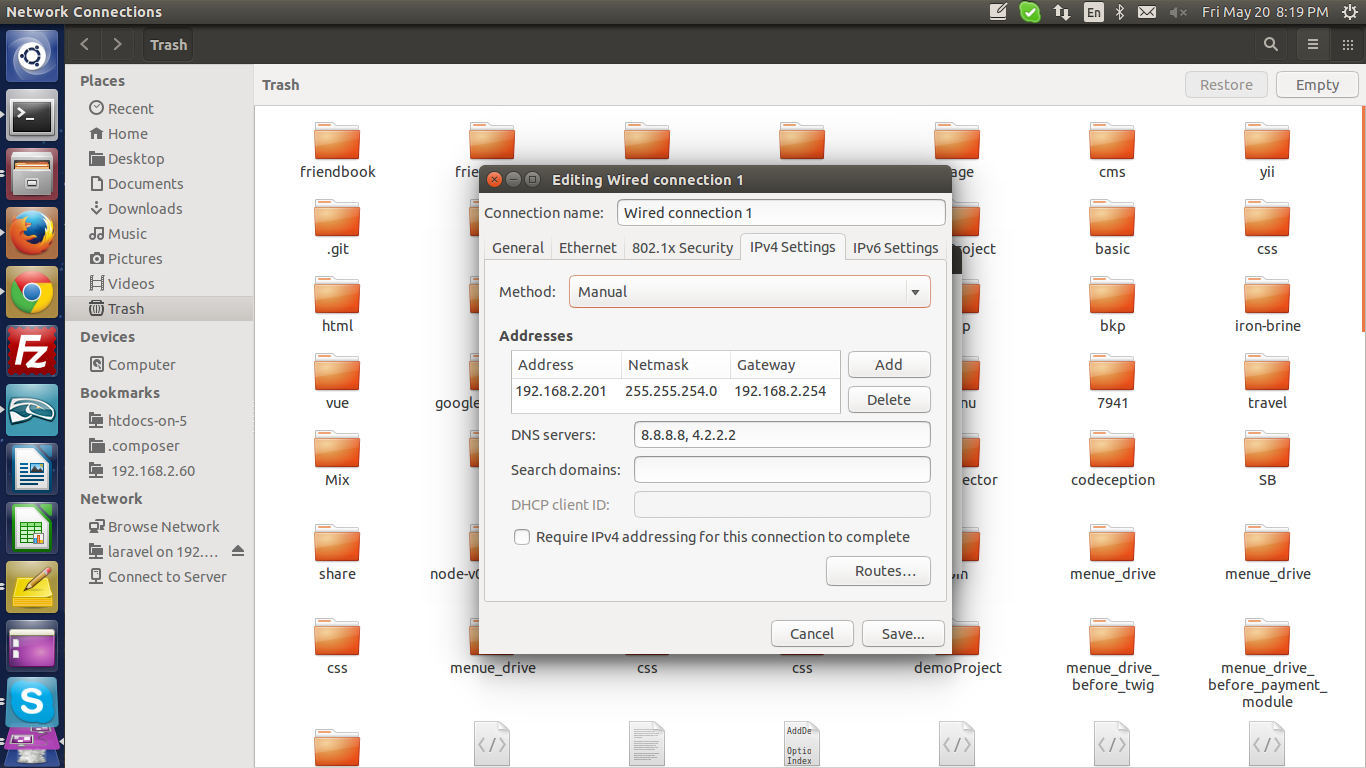 Network Connections
En
Fri May 20 8:19 PM
Trash
Places
Recent
Home
Desktop
Documents
Downloads
Music
Pictures
Videos
Trash
Devices
Computer
Bookmarks
htdocs-on-5
.composer
192.168.2.60
Network
Browse Network
laravel on 192....
Connect to Server
Trash
Restore
Empty
friendbook
cms
yii
.git
basic
css
html
bkp
iron-brine
vue
7941
travel
Mix
codeception
SB
share
menue_drive
menue_drive
css
menue_drive
css
css
demoProject
menue_drive_
before_twig
menue_drive_
before_payment_
module
AddDe
Optio
Index
Editing Wired connection 1
Connection name:
Wired connection 1
General
Ethernet
802.1x Security
IPv4 Settings
IPv6 Settings
Method:
Manual
Addresses
Address Netmask Gateway
192.168.2.201 255.255.254.0 192.168.2.254
Add
Delete
DNS servers:
8.8.8.8, 4.2.2.2
Search domains:
DHCP client ID:
Require IPv4 addressing for this connection to complete
Routes...
Cancel
Save...